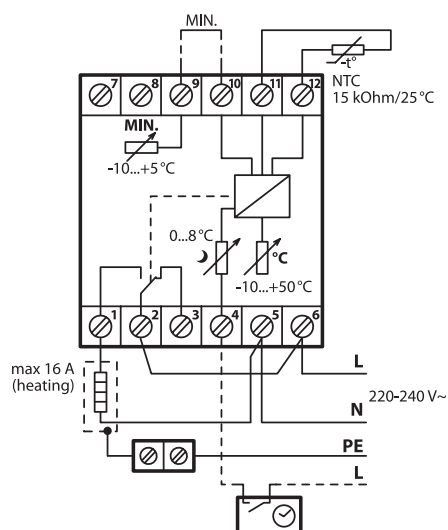 MIN.
-t°
NTC
15 kOhm/25 °C
7 8 9 10 11 12
MIN.
-10...+5 °C
0...8 °C
°C
-10...+50 °C
1 2 3 4 5 6
max 16 A
(heating)
L
N
220-240 V~
PE
L